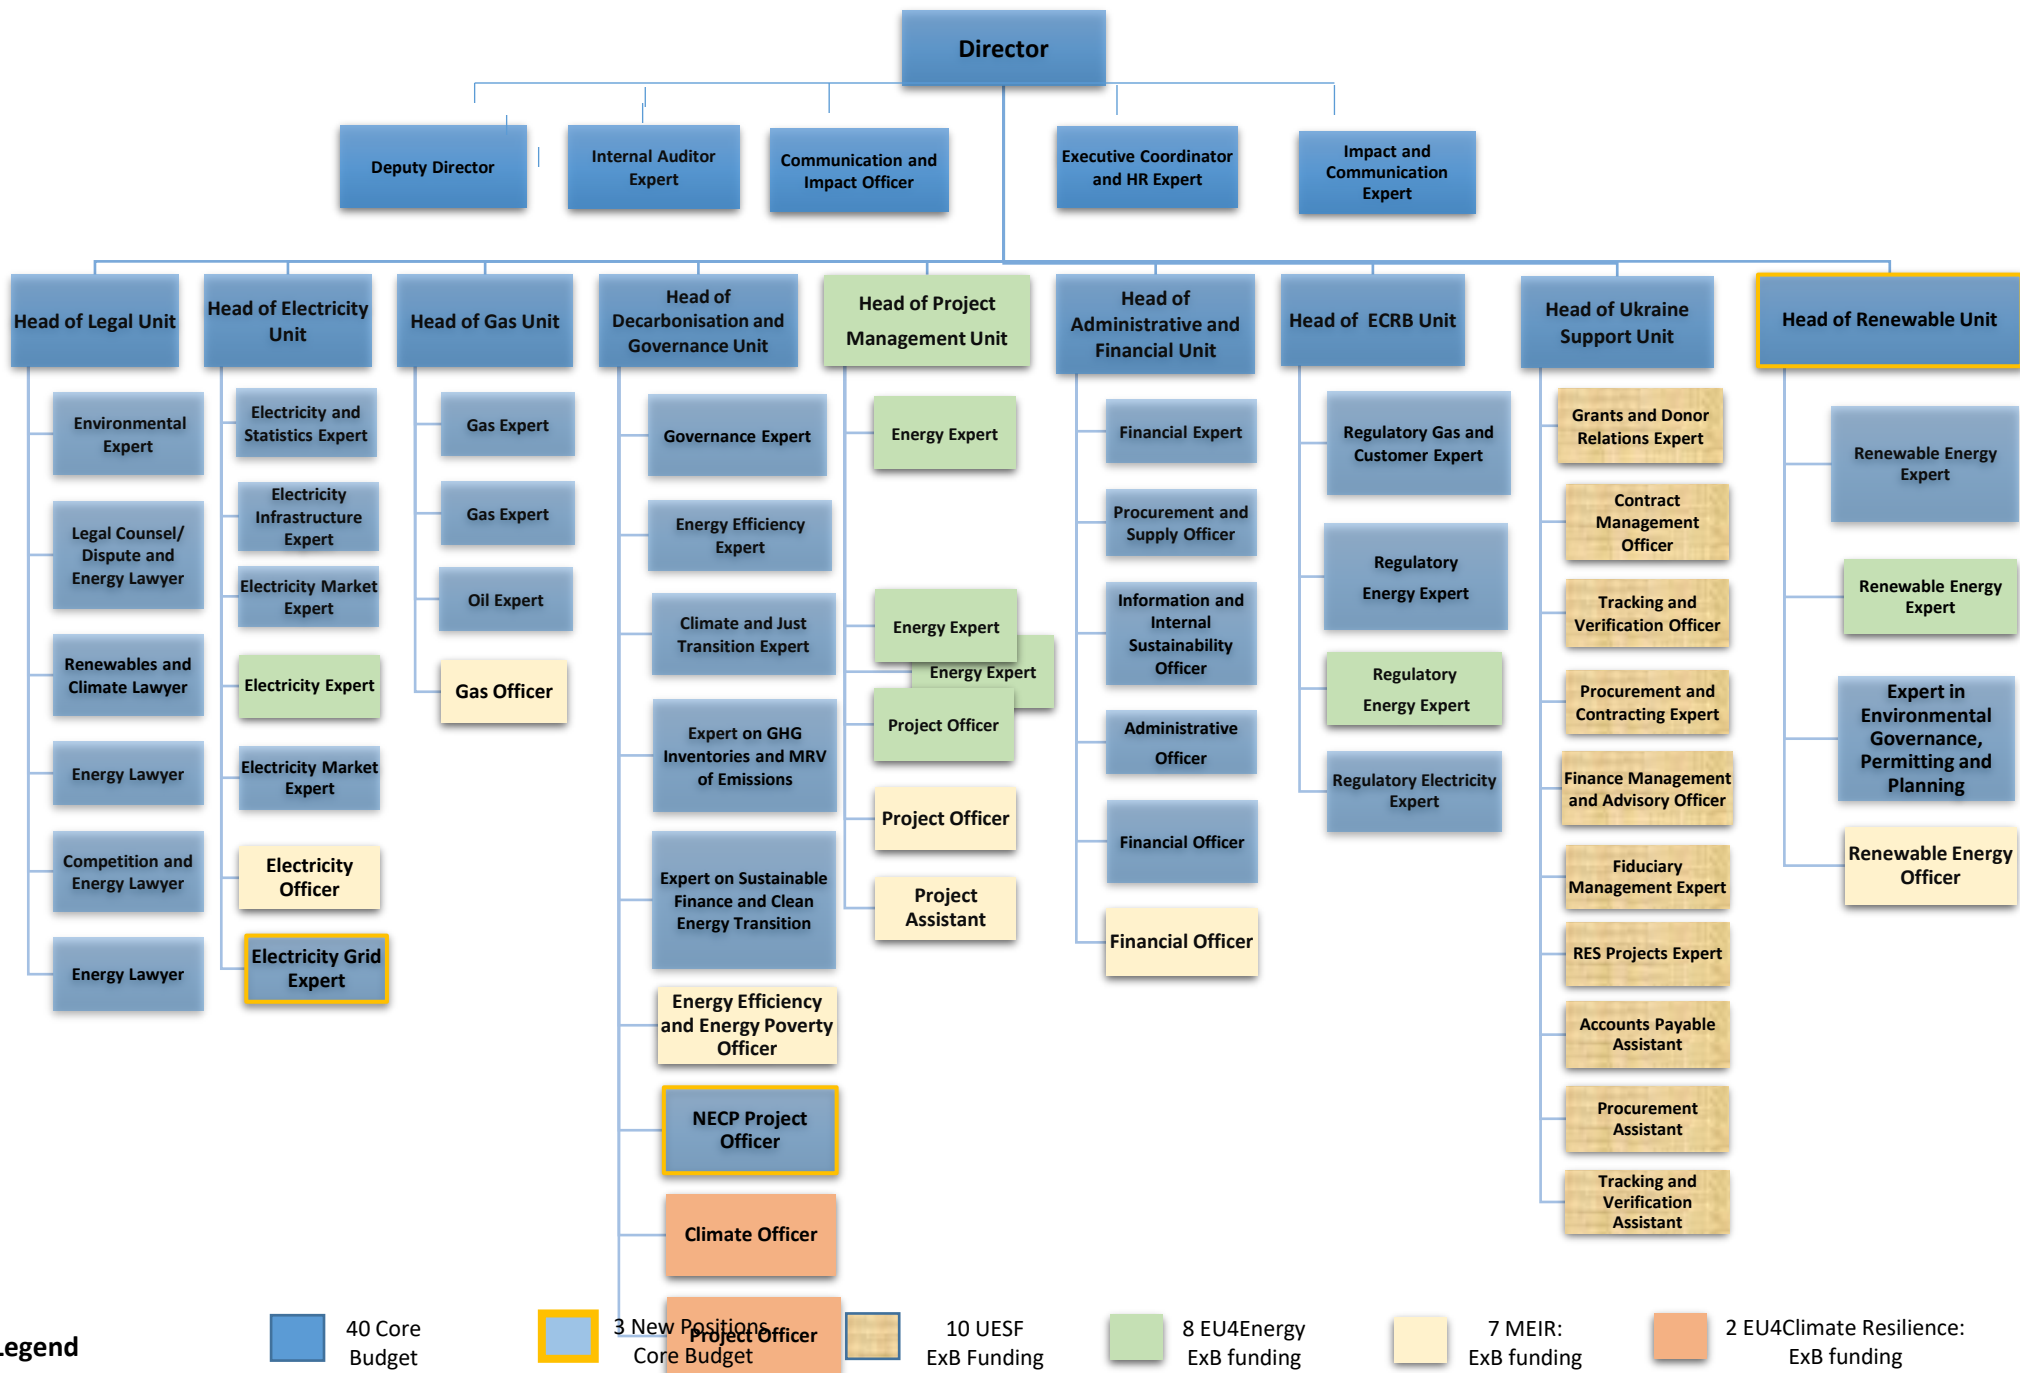 Director
Deputy Director
Internal Auditor
Expert
Communication and
Impact Officer
Executive Coordinator
and HR Expert
Impact and
Communication
Expert
Head of Legal Unit
Head of Electricity
Unit
Head of Gas Unit
Head of
Decarbonisation and
Governance Unit
Head of Project
Management Unit
Head of
Administrative and
Financial Unit
Head of ECRB Unit
Head of Ukraine
Support Unit
Head of Renewable Unit
Environmental
Expert
Legal Counsel/
Dispute and
Energy Lawyer
Renewables and
Climate Lawyer
Energy Lawyer
Competition and
Energy Lawyer
Energy Lawyer
Electricity and
Statistics Expert
Electricity
Infrastructure
Expert
Electricity Market
Expert
Electricity Expert
Electricity Market
Expert
Electricity
Officer
Electricity Grid
Expert
Gas Expert
Gas Expert
Oil Expert
Gas Officer
Governance Expert
Energy Efficiency
Expert
Climate and Just
Transition Expert
Expert on GHG
Inventories and MRV
of Emissions
Expert on Sustainable
Finance and Clean
Energy Transition
Energy Efficiency
and Energy Poverty
Officer
NECP Project
Officer
Climate Officer
Project Officer
Energy Expert
Energy Expert
Energy Expert
Project Officer
Project Officer
Project
Assistant
Financial Expert
Procurement and
Supply Officer
Information and
Internal
Sustainability
Officer
Administrative
Officer
Financial Officer
Financial Officer
Regulatory Gas and
Customer Expert
Regulatory
Energy Expert
Regulatory
Energy Expert
Regulatory Electricity
Expert
Grants and Donor
Relations Expert
Contract
Management
Officer
Tracking and
Verification Officer
Procurement and
Contracting Expert
Finance Management
and Advisory Officer
Fiduciary
Management Expert
RES Projects Expert
Accounts Payable
Assistant
Procurement
Assistant
Tracking and
Verification
Assistant
Renewable Energy
Expert
Renewable Energy
Expert
Expert in
Environmental
Governance,
Permitting and
Planning
Renewable Energy
Officer
Legend
40 Core
Budget
3 New Positions
Core Budget
10 UESF
ExB Funding
8 EU4Energy
ExB funding
7 MEIR:
ExB funding
2 EU4Climate Resilience:
ExB funding